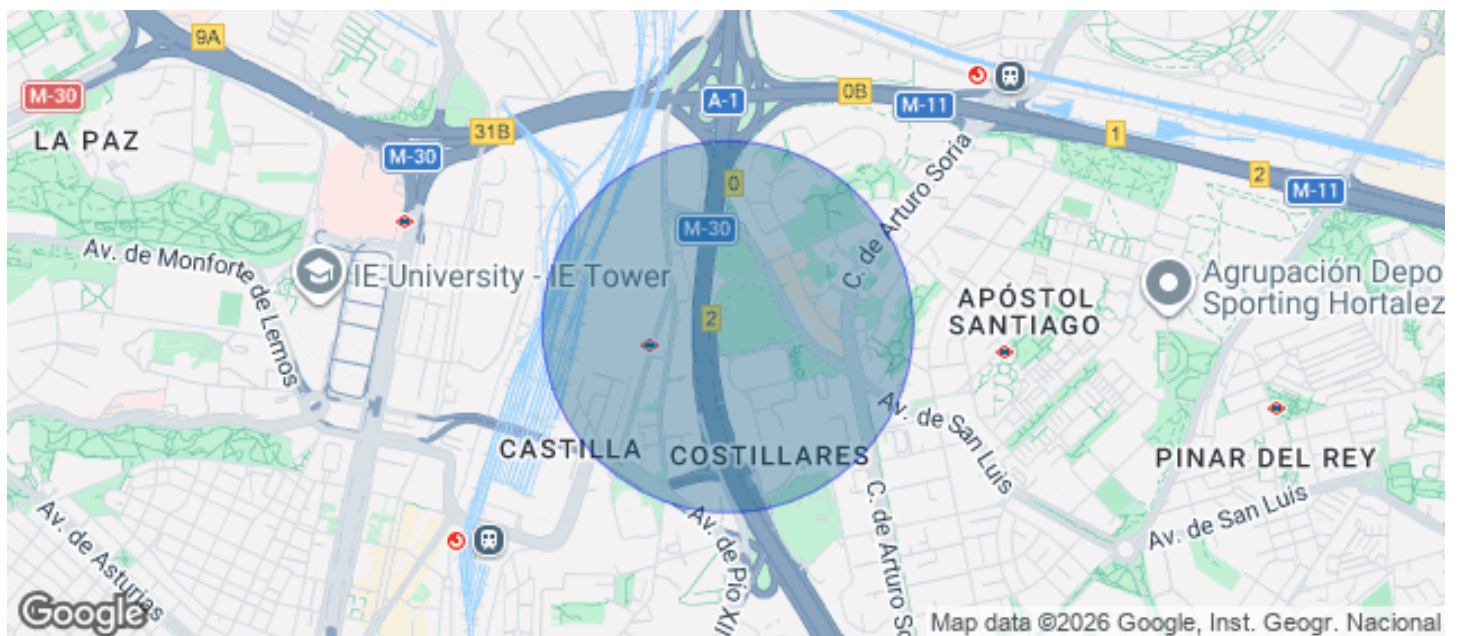 9A
M-30
LA PAZ
31B
M-30
A-1
0B
M-11
1
2
M-11
0
M-30
C. de Arturo Soria
Av. de Monforte de Lemos
IE University - IE Tower
2
APÓSTOL
SANTIAGO
Agrupación Depo
Sporting Hortalez
CASTILLA
COSTILLARES
Av. de San Luis
PINAR DEL REY
Av. de San Luis
C. de Arturo So
Av. de Pío XII
Av. de Asturias
Google
Map data ©2026 Google, Inst. Geogr. Nacional